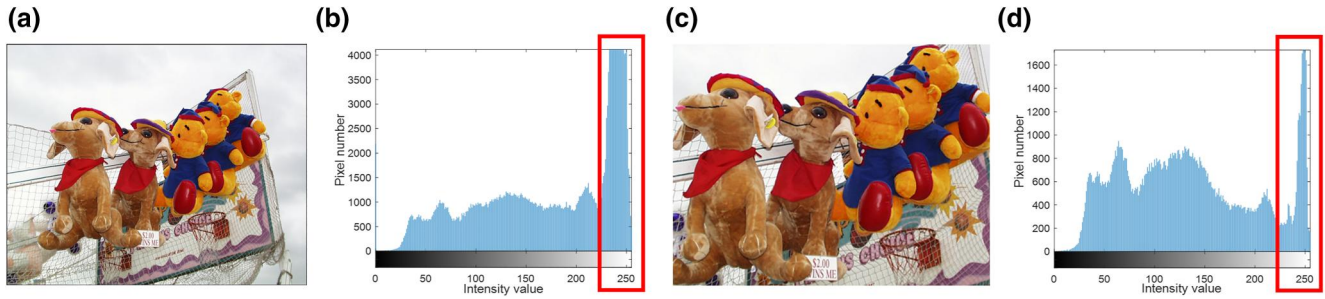 (a)
(b)
Pixel number
4000
3500
3000
2500
2000
1500
1000
500
0
0 50 100 150 200 250
Intensity value
$2.00
INS ME
(c)
$2.00
INS ME
(d)
Pixel number
1600
1400
1200
1000
800
600
400
200
0
0 50 100 150 200 250
Intensity value